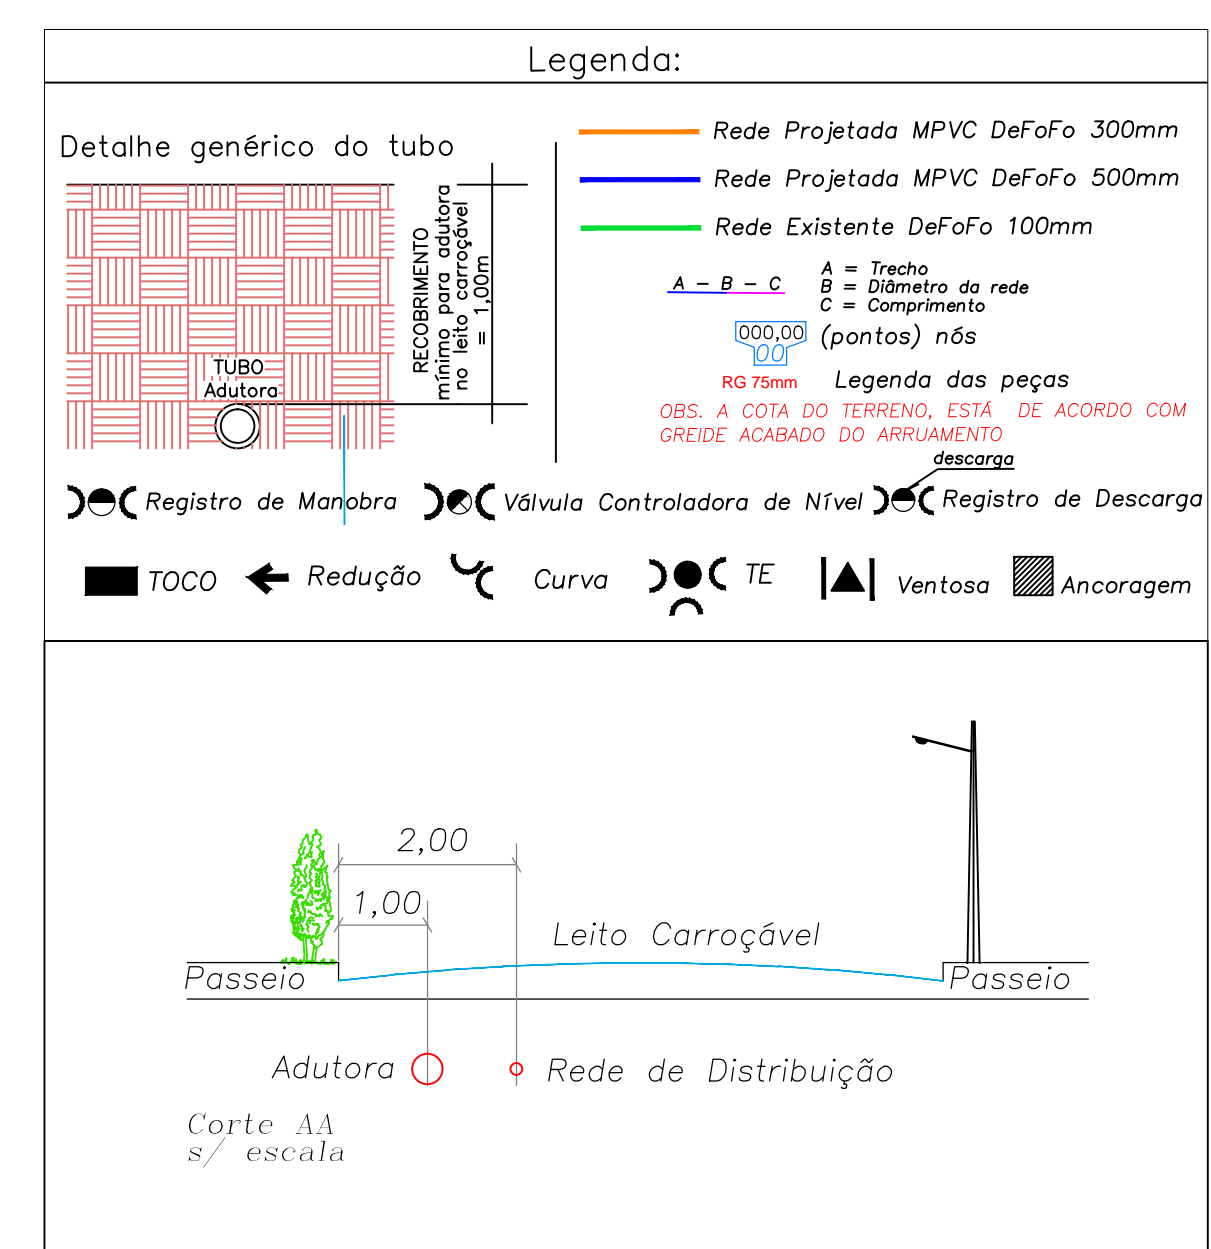 Legenda:
Detalhe genérico do tubo
RECOBRIMENTO
mínimo para adutora
no leito carroçável
= 1,00m
TUBO
Adutora
Rede Projetada MPVC DeFoFo 300mm
Rede Projetada MPVC DeFoFo 500mm
Rede Existente DeFoFo 100mm
A - B - C
A = Trecho
B = Diâmetro da rede
C = Comprimento
000,00
00
(pontos) nós
RG 75mm
Legenda das peças
OBS. A COTA DO TERRENO, ESTÁ DE ACORDO COM
GREIDE ACABADO DO ARRUAMENTO
descarga
Registro de Manobra
Válvula Controladora de Nível
Registro de Descarga
TOCO
Redução
Curva
TE
Ventosa
Ancoragem
2,00
1,00
Leito Carroçável
Passeio
Passeio
Adutora
Rede de Distribuição
Corte AA
s/ escala